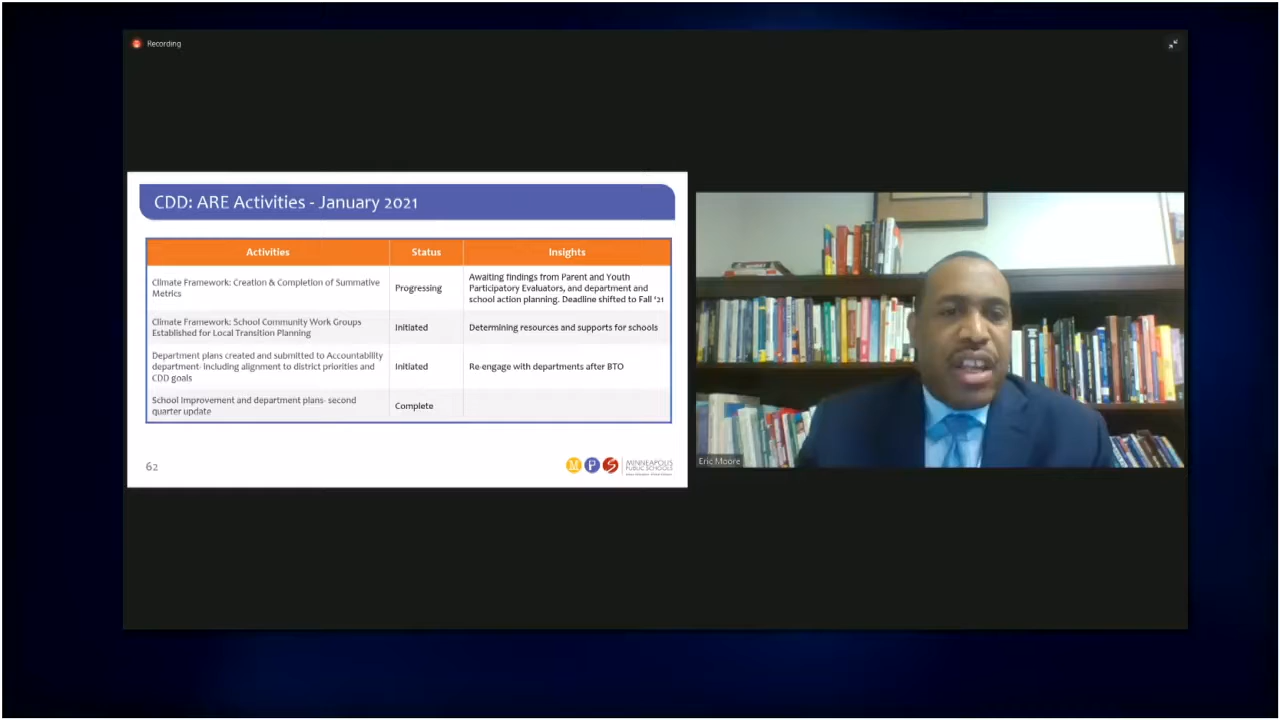 Recording
CDD: ARE Activities - January 2021
Activities Status Insights
Climate Framework: Creation & Completion of Summative
Metrics
Progressing
Awaiting findings from Parent and Youth
Participatory Evaluators, and department and
school action planning. Deadline shifted to Fall '21
Climate Framework: School Community Work Groups
Established for Local Transition Planning
Initiated
Determining resources and supports for schools
Department plans created and submitted to Accountability
department- including alignment to district priorities and
CDD goals
Initiated
Re-engage with departments after BTO
School Improvement and department plans- second
quarter update
Complete
62
M P S
MINNEAPOLIS
PUBLIC SCHOOLS
Eric Moore